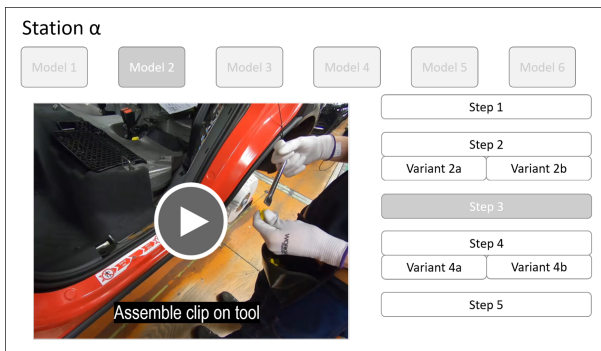 Station α
Model 1 Model 2 Model 3 Model 4 Model 5 Model 6
Step 1
Step 2
Variant 2a Variant 2b
Step 3
Step 4
Variant 4a Variant 4b
Step 5
Assemble clip on tool